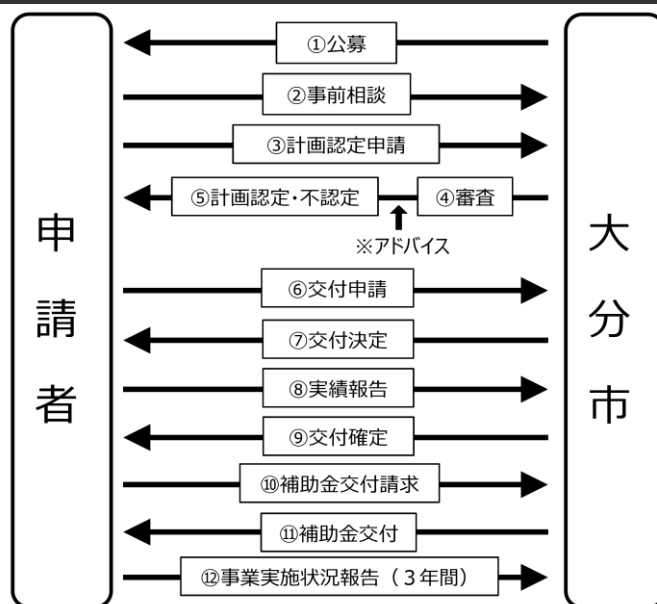 申請者
大分市
①公募
②事前相談
③計画認定申請
⑤計画認定・不認定
④審査
※アドバイス
⑥交付申請
⑦交付決定
⑧実績報告
⑨交付確定
⑩補助金交付請求
⑪補助金交付
⑫事業実施状況報告（３年間）